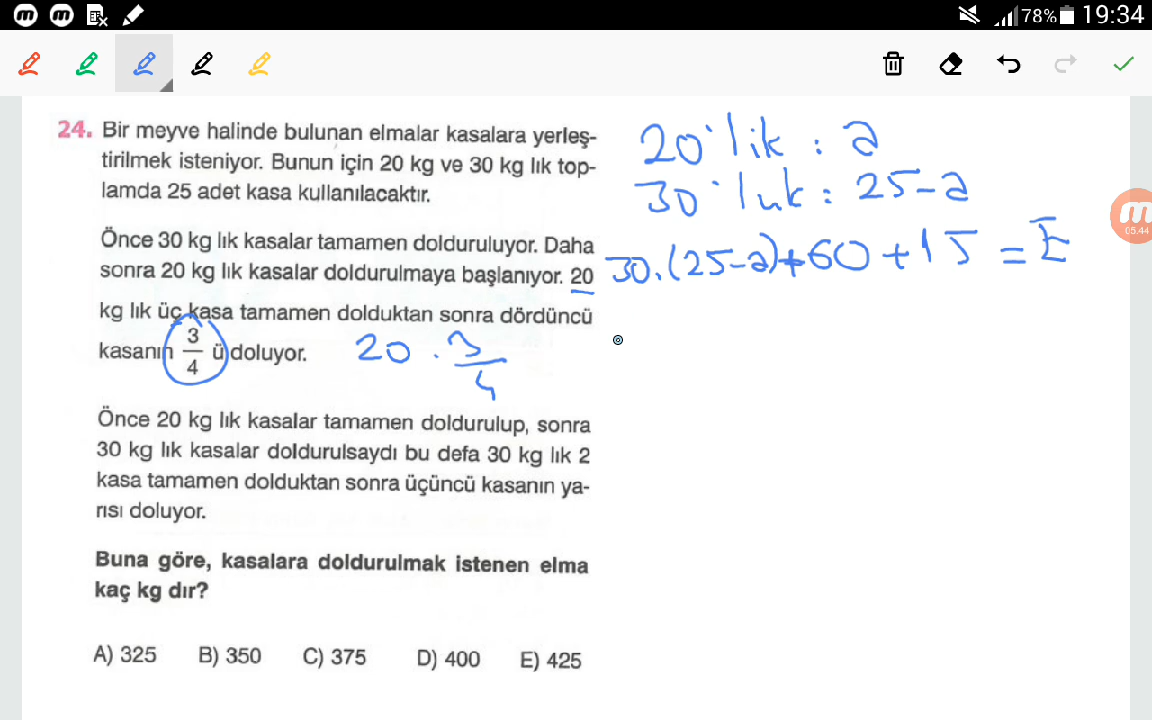 78% 19:34
05.44
24. Bir meyve halinde bulunan elmalar kasalara yerleş-
tirilmek isteniyor. Bunun için 20 kg ve 30 kg lık top-
lamda 25 adet kasa kullanılacaktır.
Önce 30 kg lık kasalar tamamen dolduruluyor. Daha
sonra 20 kg lık kasalar doldurulmaya başlanıyor. 20
kg lık üç kasa tamamen dolduktan sonra dördüncü
kasanın 3/4 ü doluyor.
20 . 3/4
Önce 20 kg lık kasalar tamamen doldurulup, sonra
30 kg lık kasalar doldurulsaydı bu defa 30 kg lık 2
kasa tamamen dolduktan sonra üçüncü kasanın ya-
rısı doluyor.
Buna göre, kasalara doldurulmak istenen elma
kaç kg dır?
A) 325 B) 350 C) 375 D) 400 E) 425
20'lik : a
30'luk : 25-a
30.(25-a)+60+15 = E